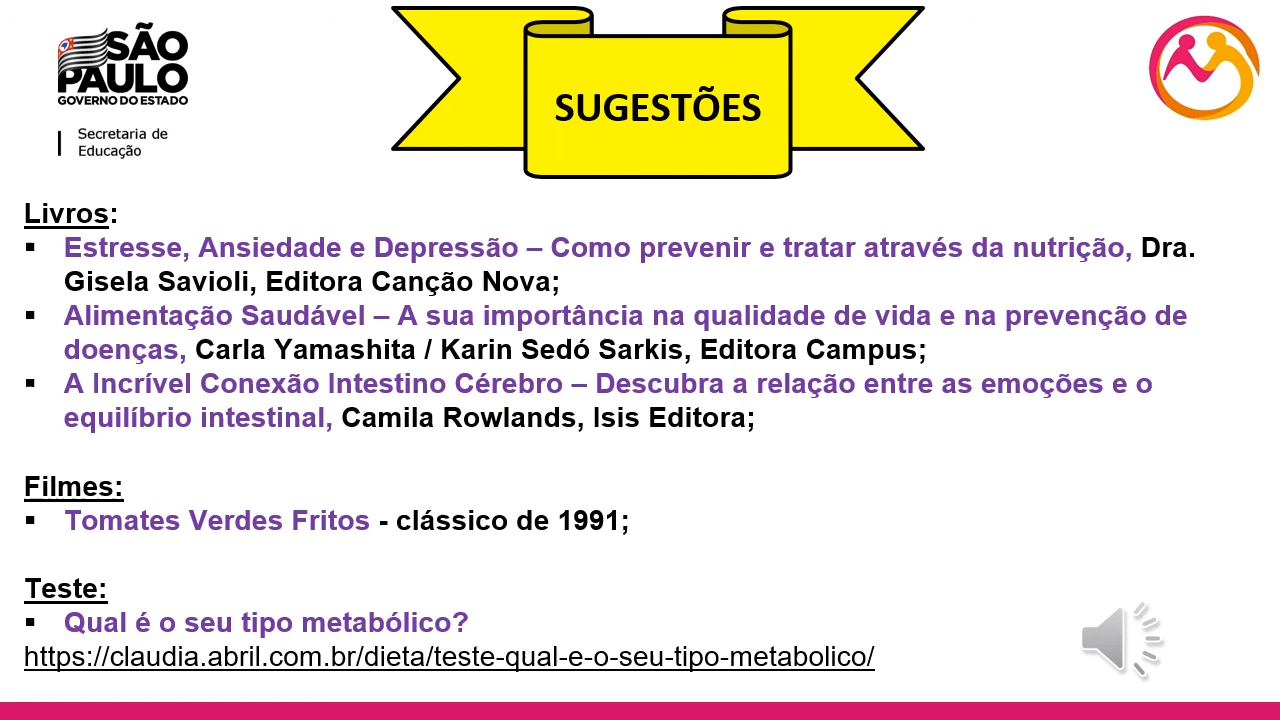 SÃO
PAULO
GOVERNO DO ESTADO
Secretaria de
Educação
SUGESTÕES
Livros:
▪ Estresse, Ansiedade e Depressão – Como prevenir e tratar através da nutrição, Dra.
Gisela Savioli, Editora Canção Nova;
▪ Alimentação Saudável – A sua importância na qualidade de vida e na prevenção de
doenças, Carla Yamashita / Karin Sedó Sarkis, Editora Campus;
▪ A Incrível Conexão Intestino Cérebro – Descubra a relação entre as emoções e o
equilíbrio intestinal, Camila Rowlands, Isis Editora;
Filmes:
▪ Tomates Verdes Fritos - clássico de 1991;
Teste:
▪ Qual é o seu tipo metabólico?
https://claudia.abril.com.br/dieta/teste-qual-e-o-seu-tipo-metabolico/